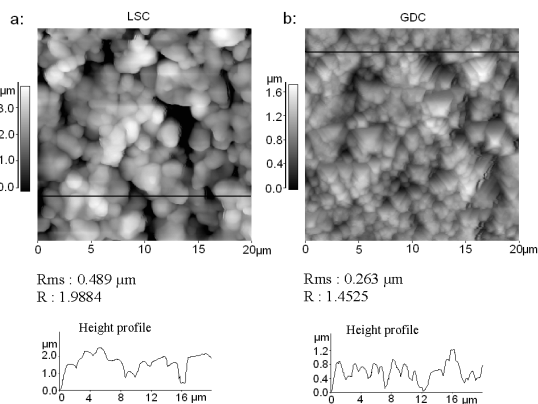 a:
LSC
b:
GDC
µm
3.0
2.0
1.0
0.0
0
5
10
15
20µm
µm
1.6
1.2
0.8
0.4
0.0
0
5
10
15
20µm
Rms : 0.489 µm
R : 1.9884
Rms : 0.263 µm
R : 1.4525
Height profile
µm
2.0
1.0
0.0
0
4
8
12
16 µm
Height profile
µm
1.2
0.8
0.4
0.0
0
4
8
12
16 µm